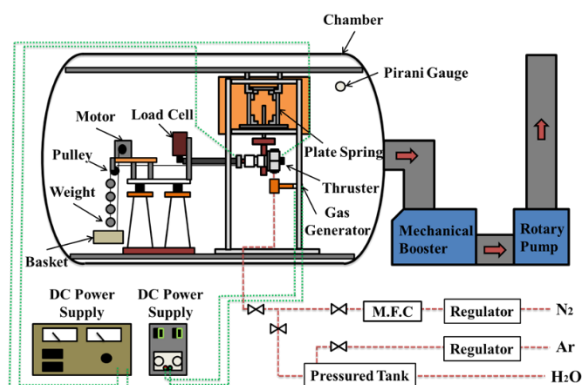 Chamber
Pirani Gauge
Load Cell
Motor
Plate Spring
Pulley
Thruster
Weight
Gas
Generator
Basket
Mechanical
Booster
Rotary
Pump
DC Power
Supply
DC Power
Supply
M.F.C
Regulator
N2
Regulator
Ar
Pressured Tank
H2O